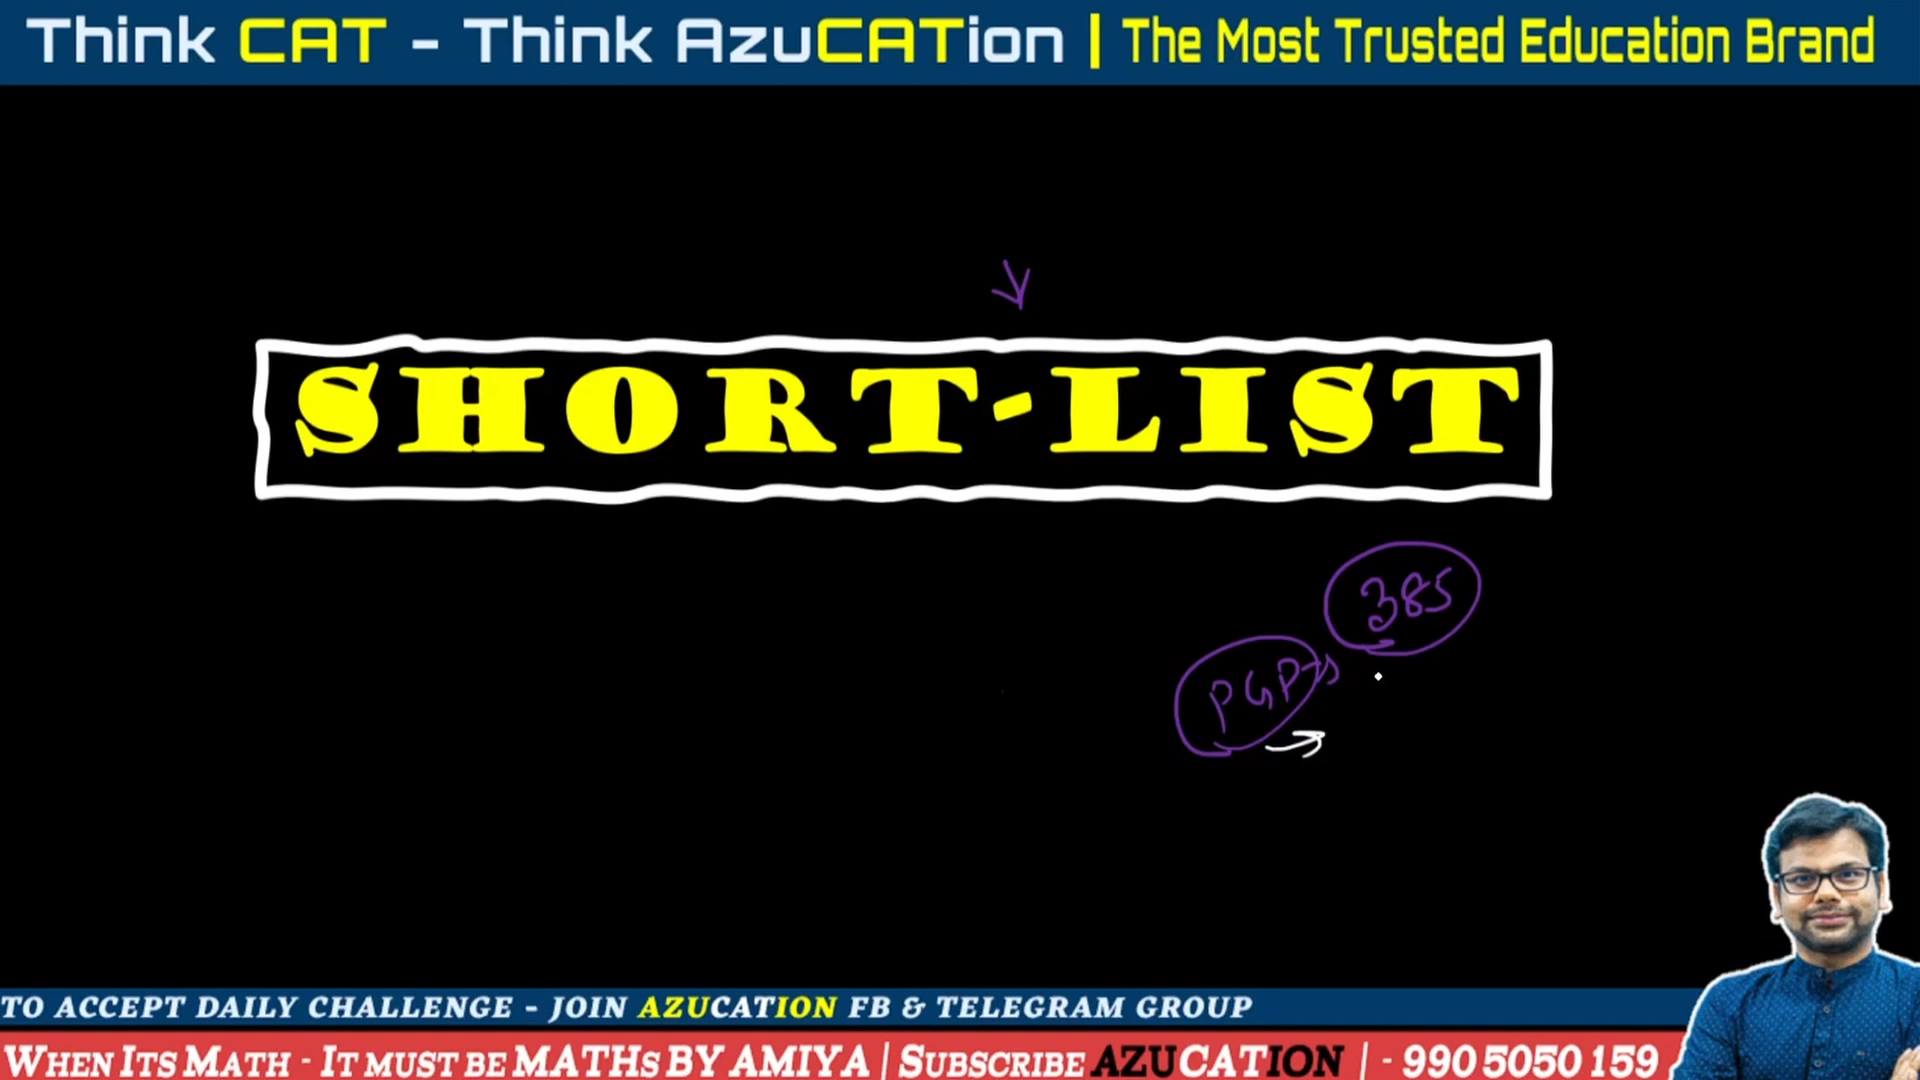 Think CAT - Think AzuCATion | The Most Trusted Education Brand
SHORT-LIST
385
PGP
TO ACCEPT DAILY CHALLENGE - JOIN AZUCATION FB & TELEGRAM GROUP
WHEN ITS MATH - IT MUST BE MATHS BY AMIYA | SUBSCRIBE AZUCATION | - 990 5050 159